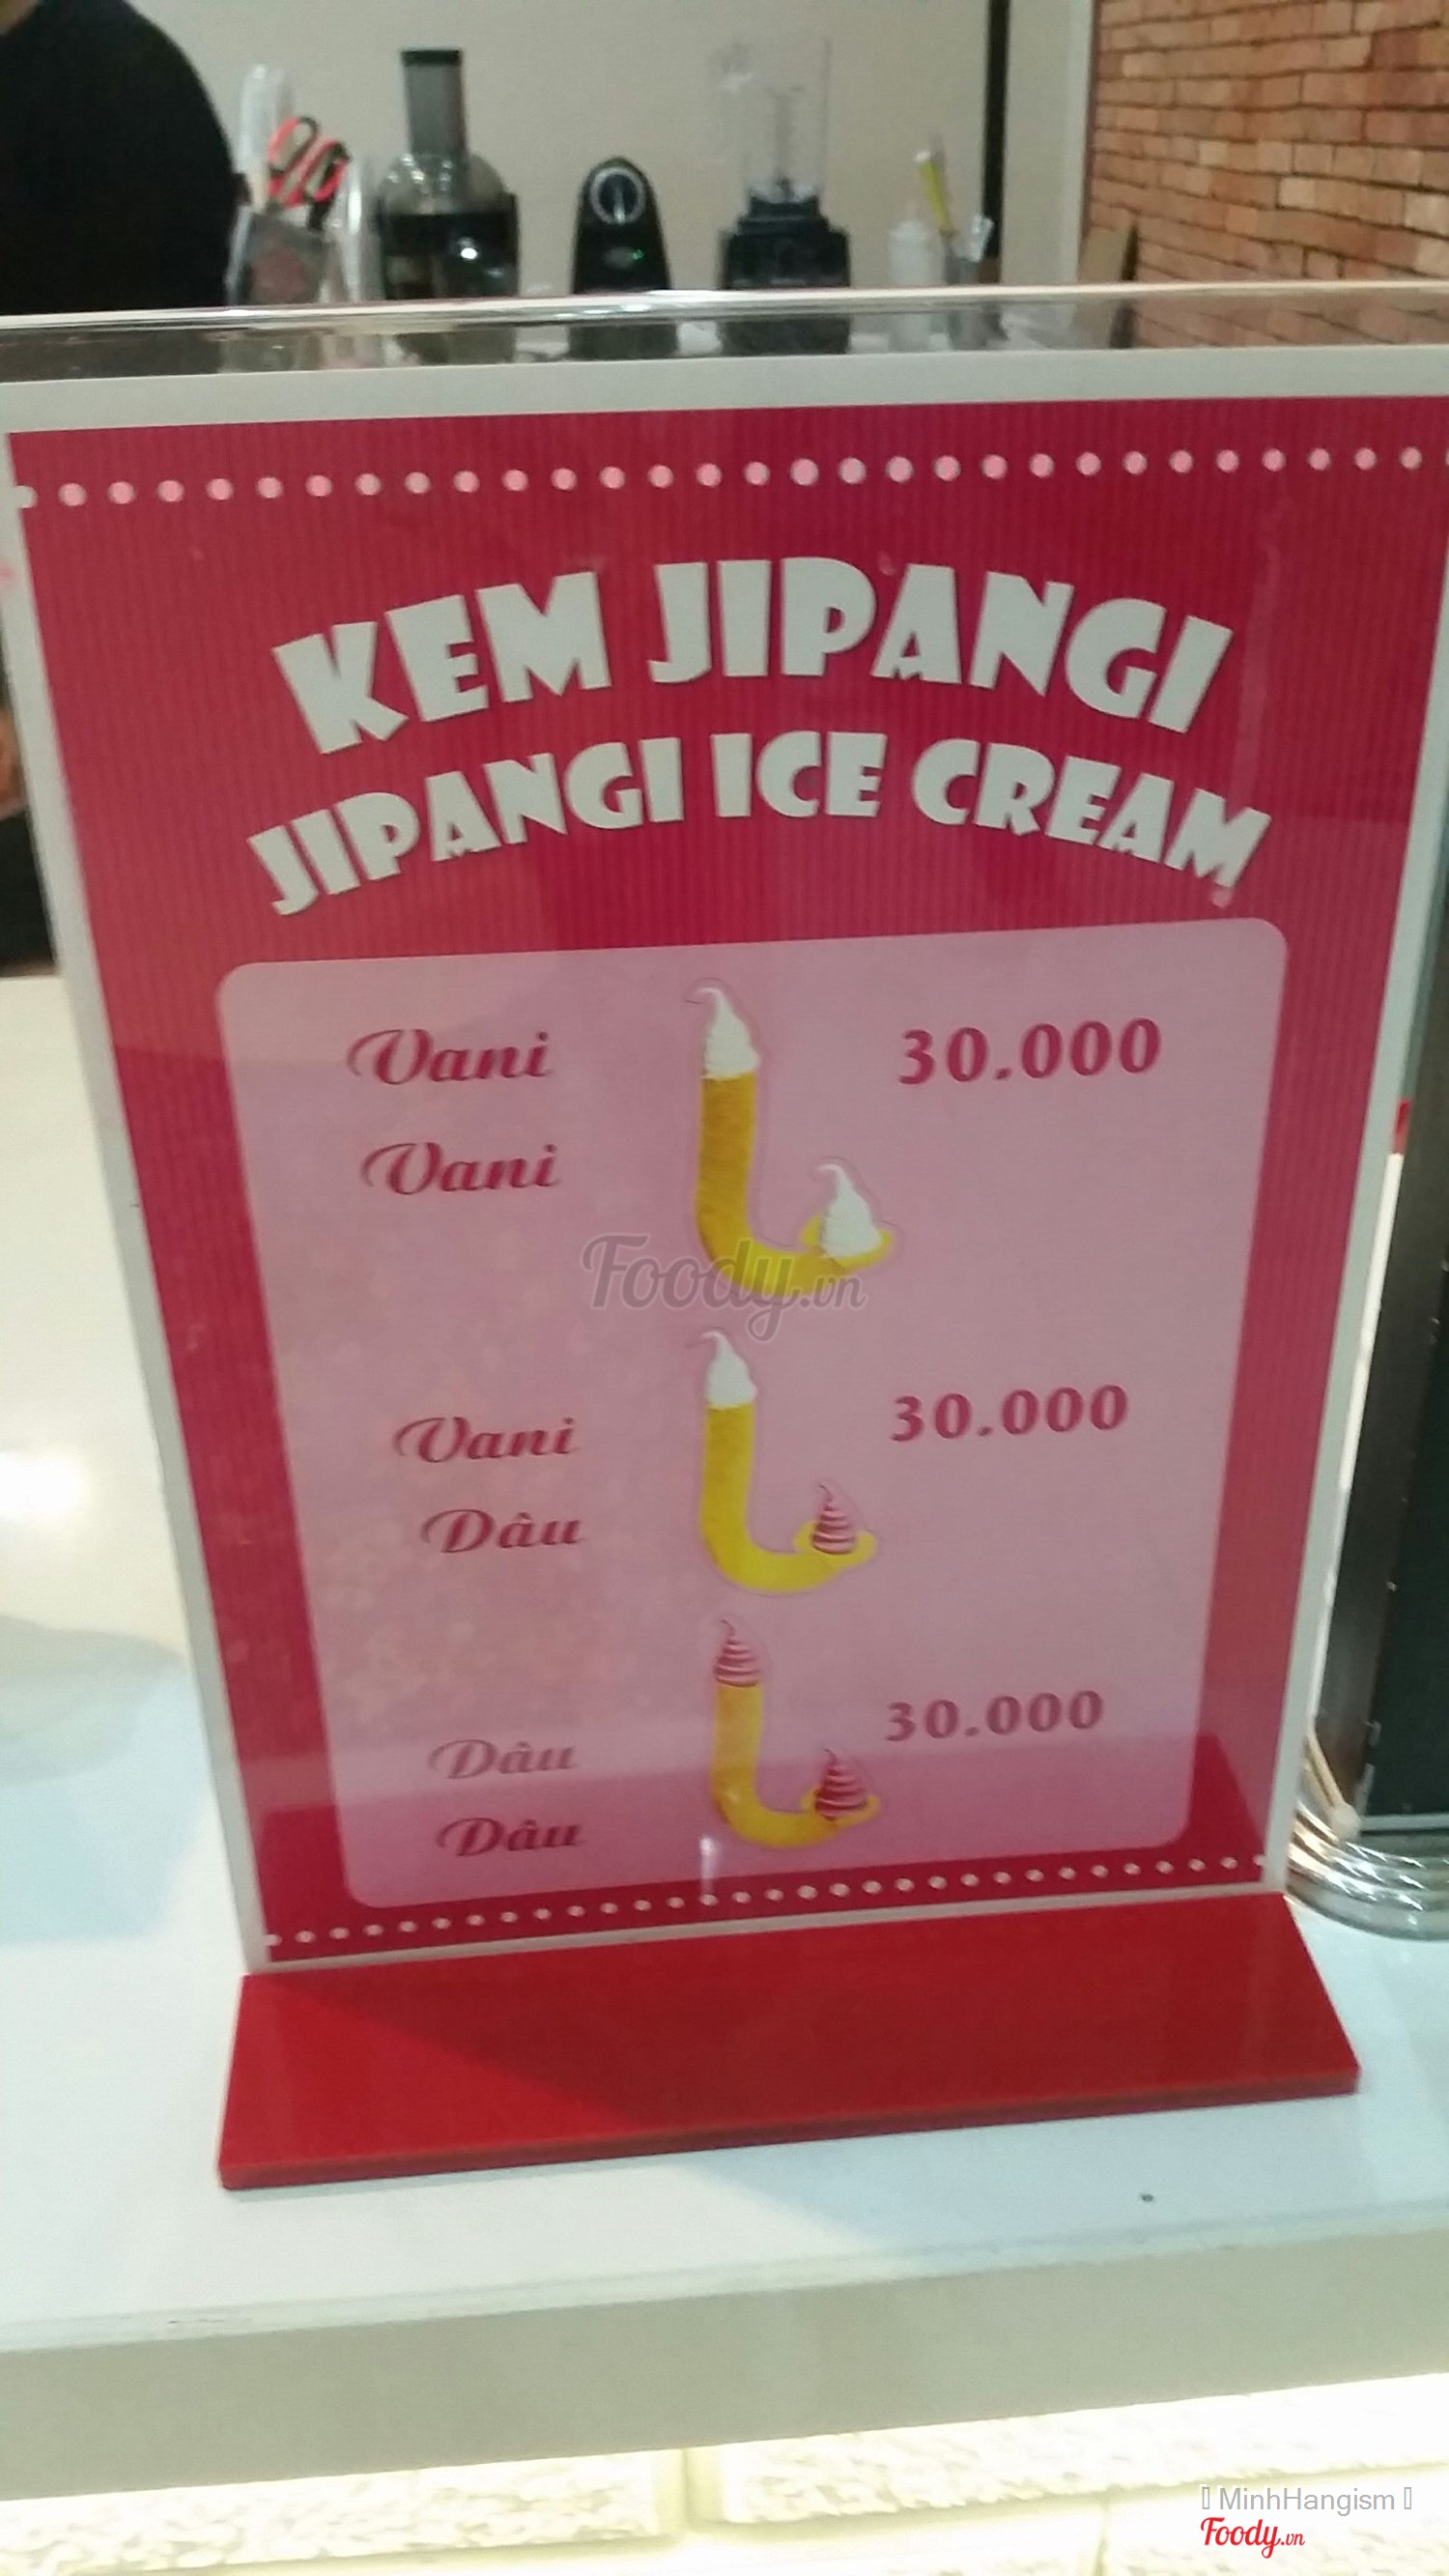 KEM JIPANGI
JIPANGI ICE CREAM
Vani 30.000
Vani
Foody.vn
Vani 30.000
Dâu
30.000
Dâu
Dâu
MinhHangism
Foody.vn